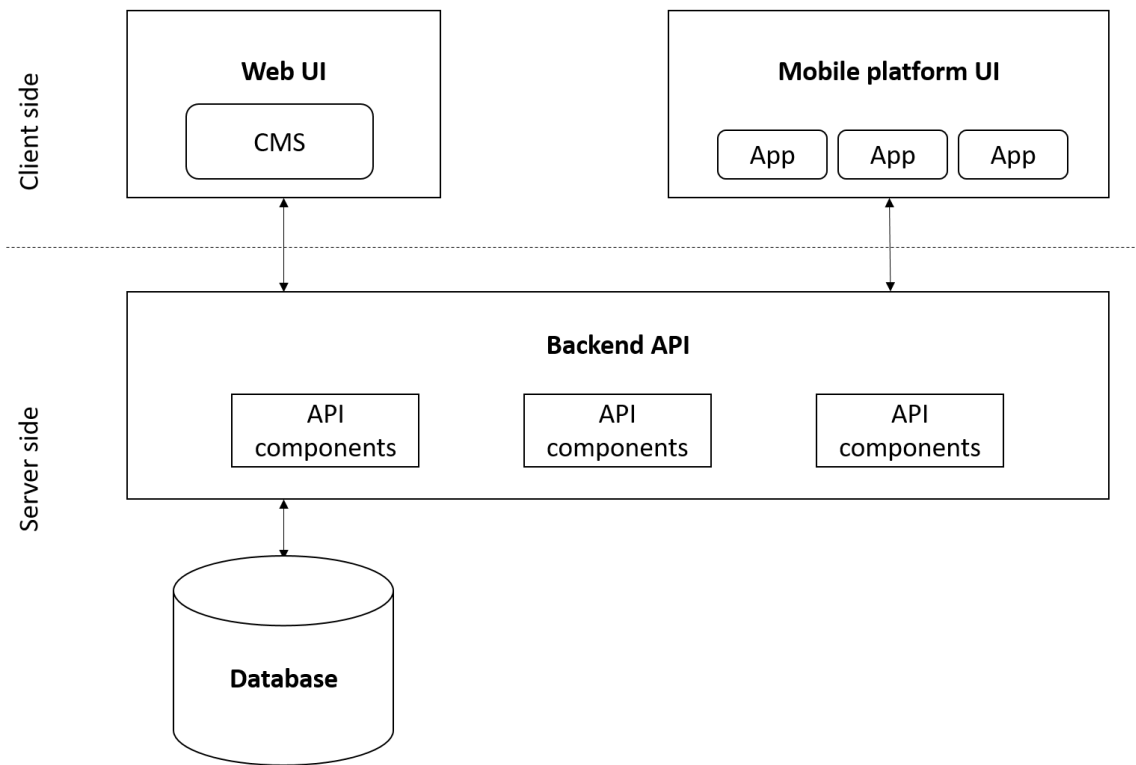 Client side
Web UI
CMS
Mobile platform UI
App
App
App
Server side
Backend API
API
components
API
components
API
components
Database